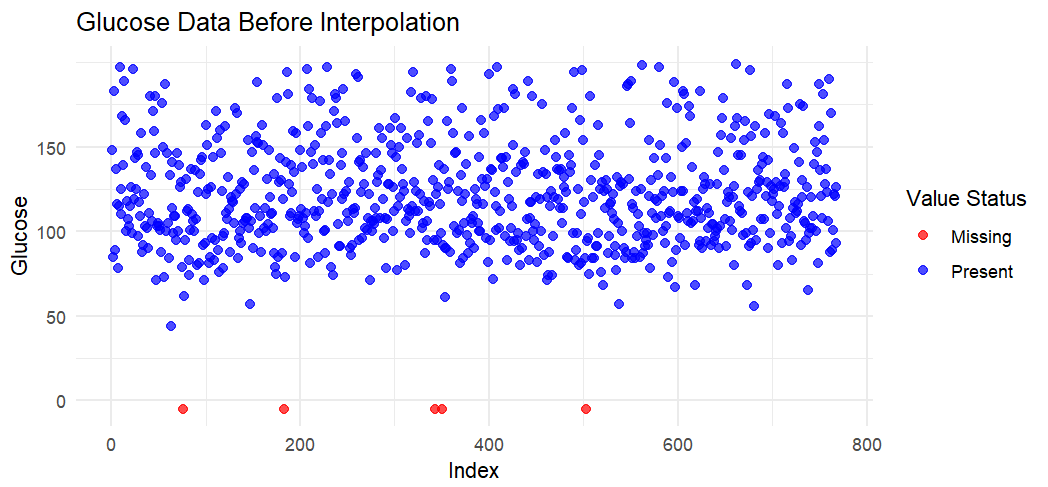 Glucose Data Before Interpolation
Glucose
150
100
50
0
0 200 400 600 800
Index
Value Status
Missing
Present